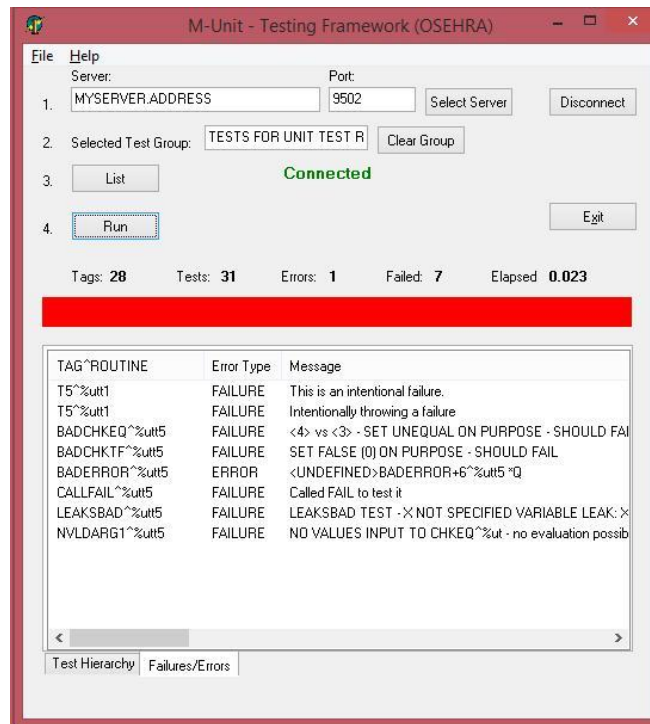 M-Unit - Testing Framework (OSEHRA)
File Help
Server: Port:
1. MYSERVER.ADDRESS 9502 Select Server Disconnect
2. Selected Test Group: TESTS FOR UNIT TEST R Clear Group
3. List Connected
4. Run Exit
Tags: 28 Tests: 31 Errors: 1 Failed: 7 Elapsed 0.023
TAG^ROUTINE Error Type Message
T5^%utt1 FAILURE This is an intentional failure.
T5^%utt1 FAILURE Intentionally throwing a failure
BADCHKEQ^%utt5 FAILURE <4> vs <3> - SET UNEQUAL ON PURPOSE - SHOULD FAI
BADCHKTF^%utt5 FAILURE SET FALSE (0) ON PURPOSE - SHOULD FAIL
BADERROR^%utt5 ERROR <UNDEFINED>BADERROR+6^%utt5 *Q
CALLFAIL^%utt5 FAILURE Called FAIL to test it
LEAKSBAD^%utt5 FAILURE LEAKSBAD TEST - X NOT SPECIFIED VARIABLE LEAK: X
NVLDARG1^%utt5 FAILURE NO VALUES INPUT TO CHKEQ^%ut - no evaluation possib
Test Hierarchy Failures/Errors